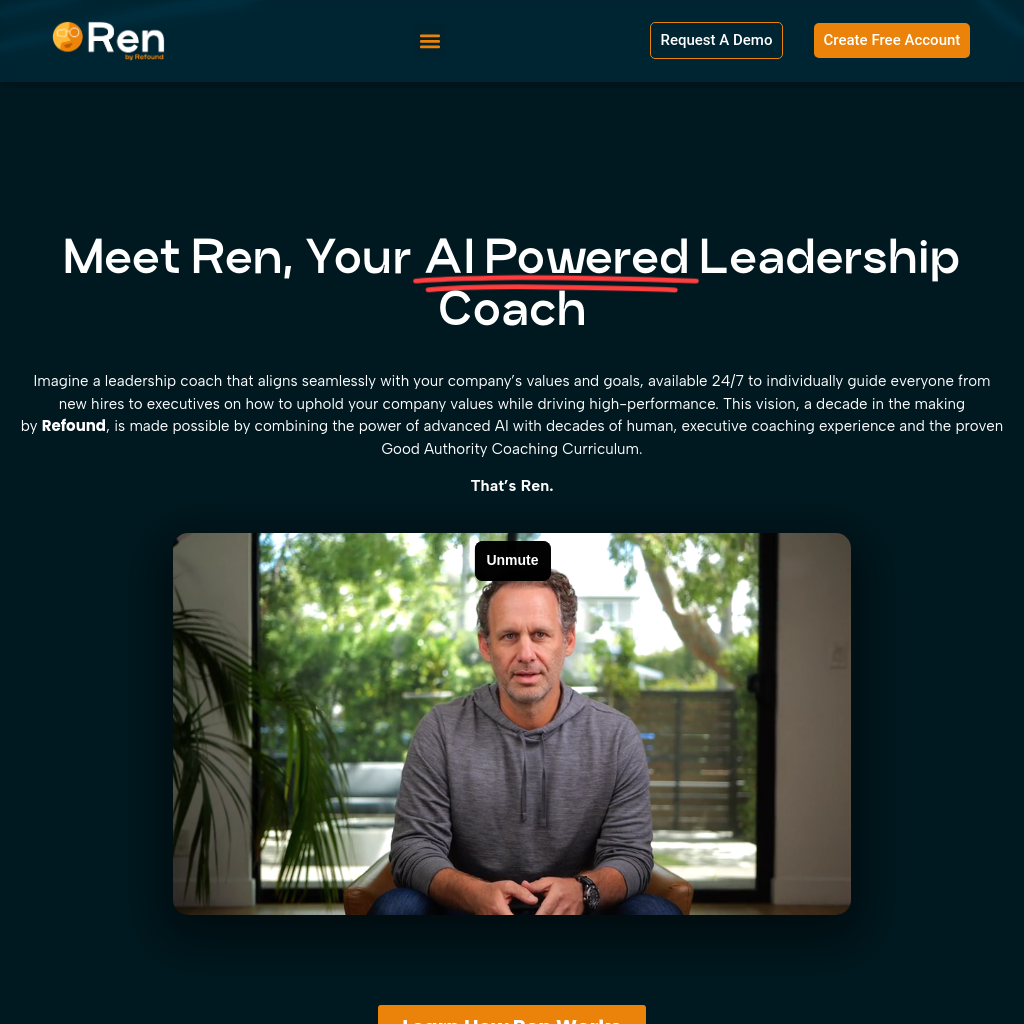 Ren
by Refound
Request A Demo
Create Free Account
Meet Ren, Your AI Powered Leadership
Coach
Imagine a leadership coach that aligns seamlessly with your company’s values and goals, available 24/7 to individually guide everyone from
new hires to executives on how to uphold your company values while driving high-performance. This vision, a decade in the making
by Refound, is made possible by combining the power of advanced AI with decades of human, executive coaching experience and the proven
Good Authority Coaching Curriculum.
That’s Ren.
Unmute
Learn How Ren Works